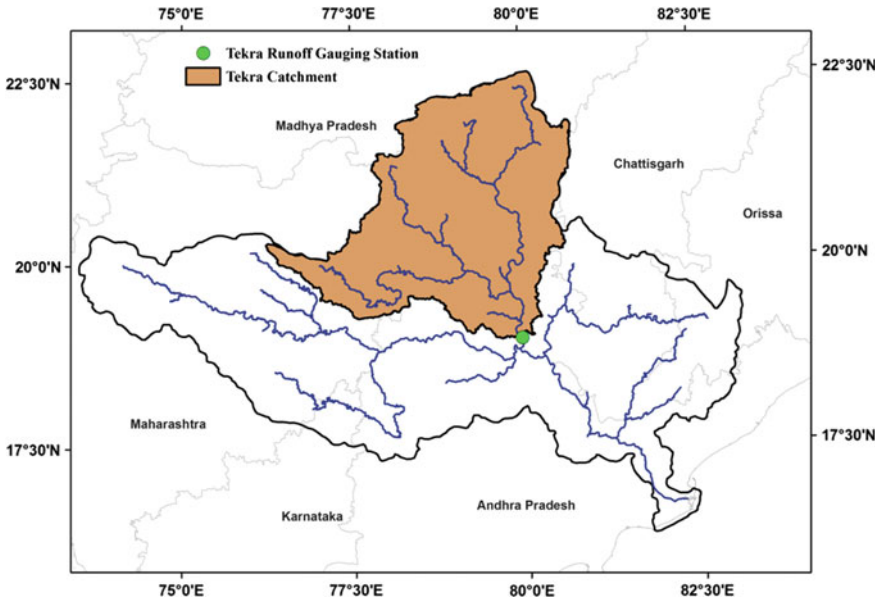 75°0'E 77°30'E 80°0'E 82°30'E
Tekra Runoff Gauging Station
Tekra Catchment
22°30'N 22°30'N
Madhya Pradesh
Chattisgarh
Orissa
20°0'N 20°0'N
Maharashtra
17°30'N 17°30'N
Karnataka
Andhra Pradesh
75°0'E 77°30'E 80°0'E 82°30'E